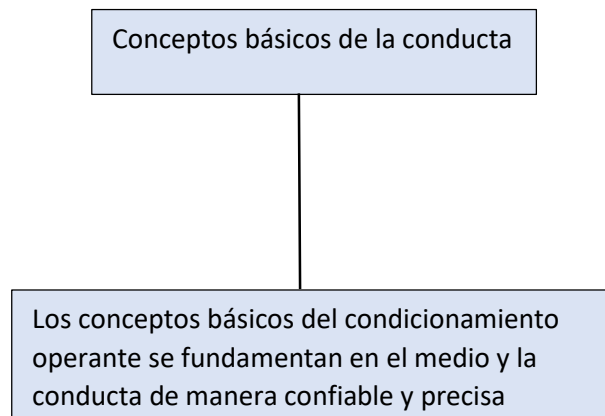 Conceptos básicos de la conducta
Los conceptos básicos del condicionamiento
operante se fundamentan en el medio y la
conducta de manera confiable y precisa